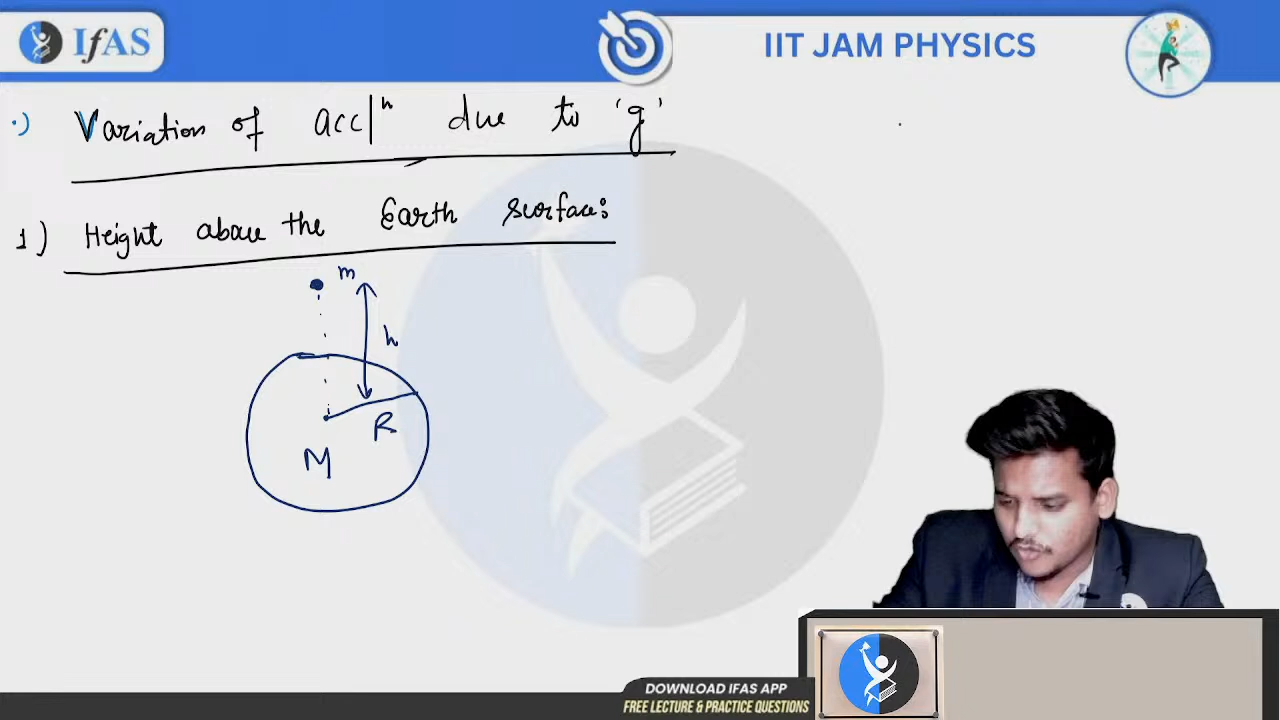 IfAS
IIT JAM PHYSICS
•) Variation of acc|ⁿ due to 'g'
1) Height above the Earth surface:
m
h
R
M
DOWNLOAD IFAS APP
FREE LECTURE & PRACTICE QUESTIONS